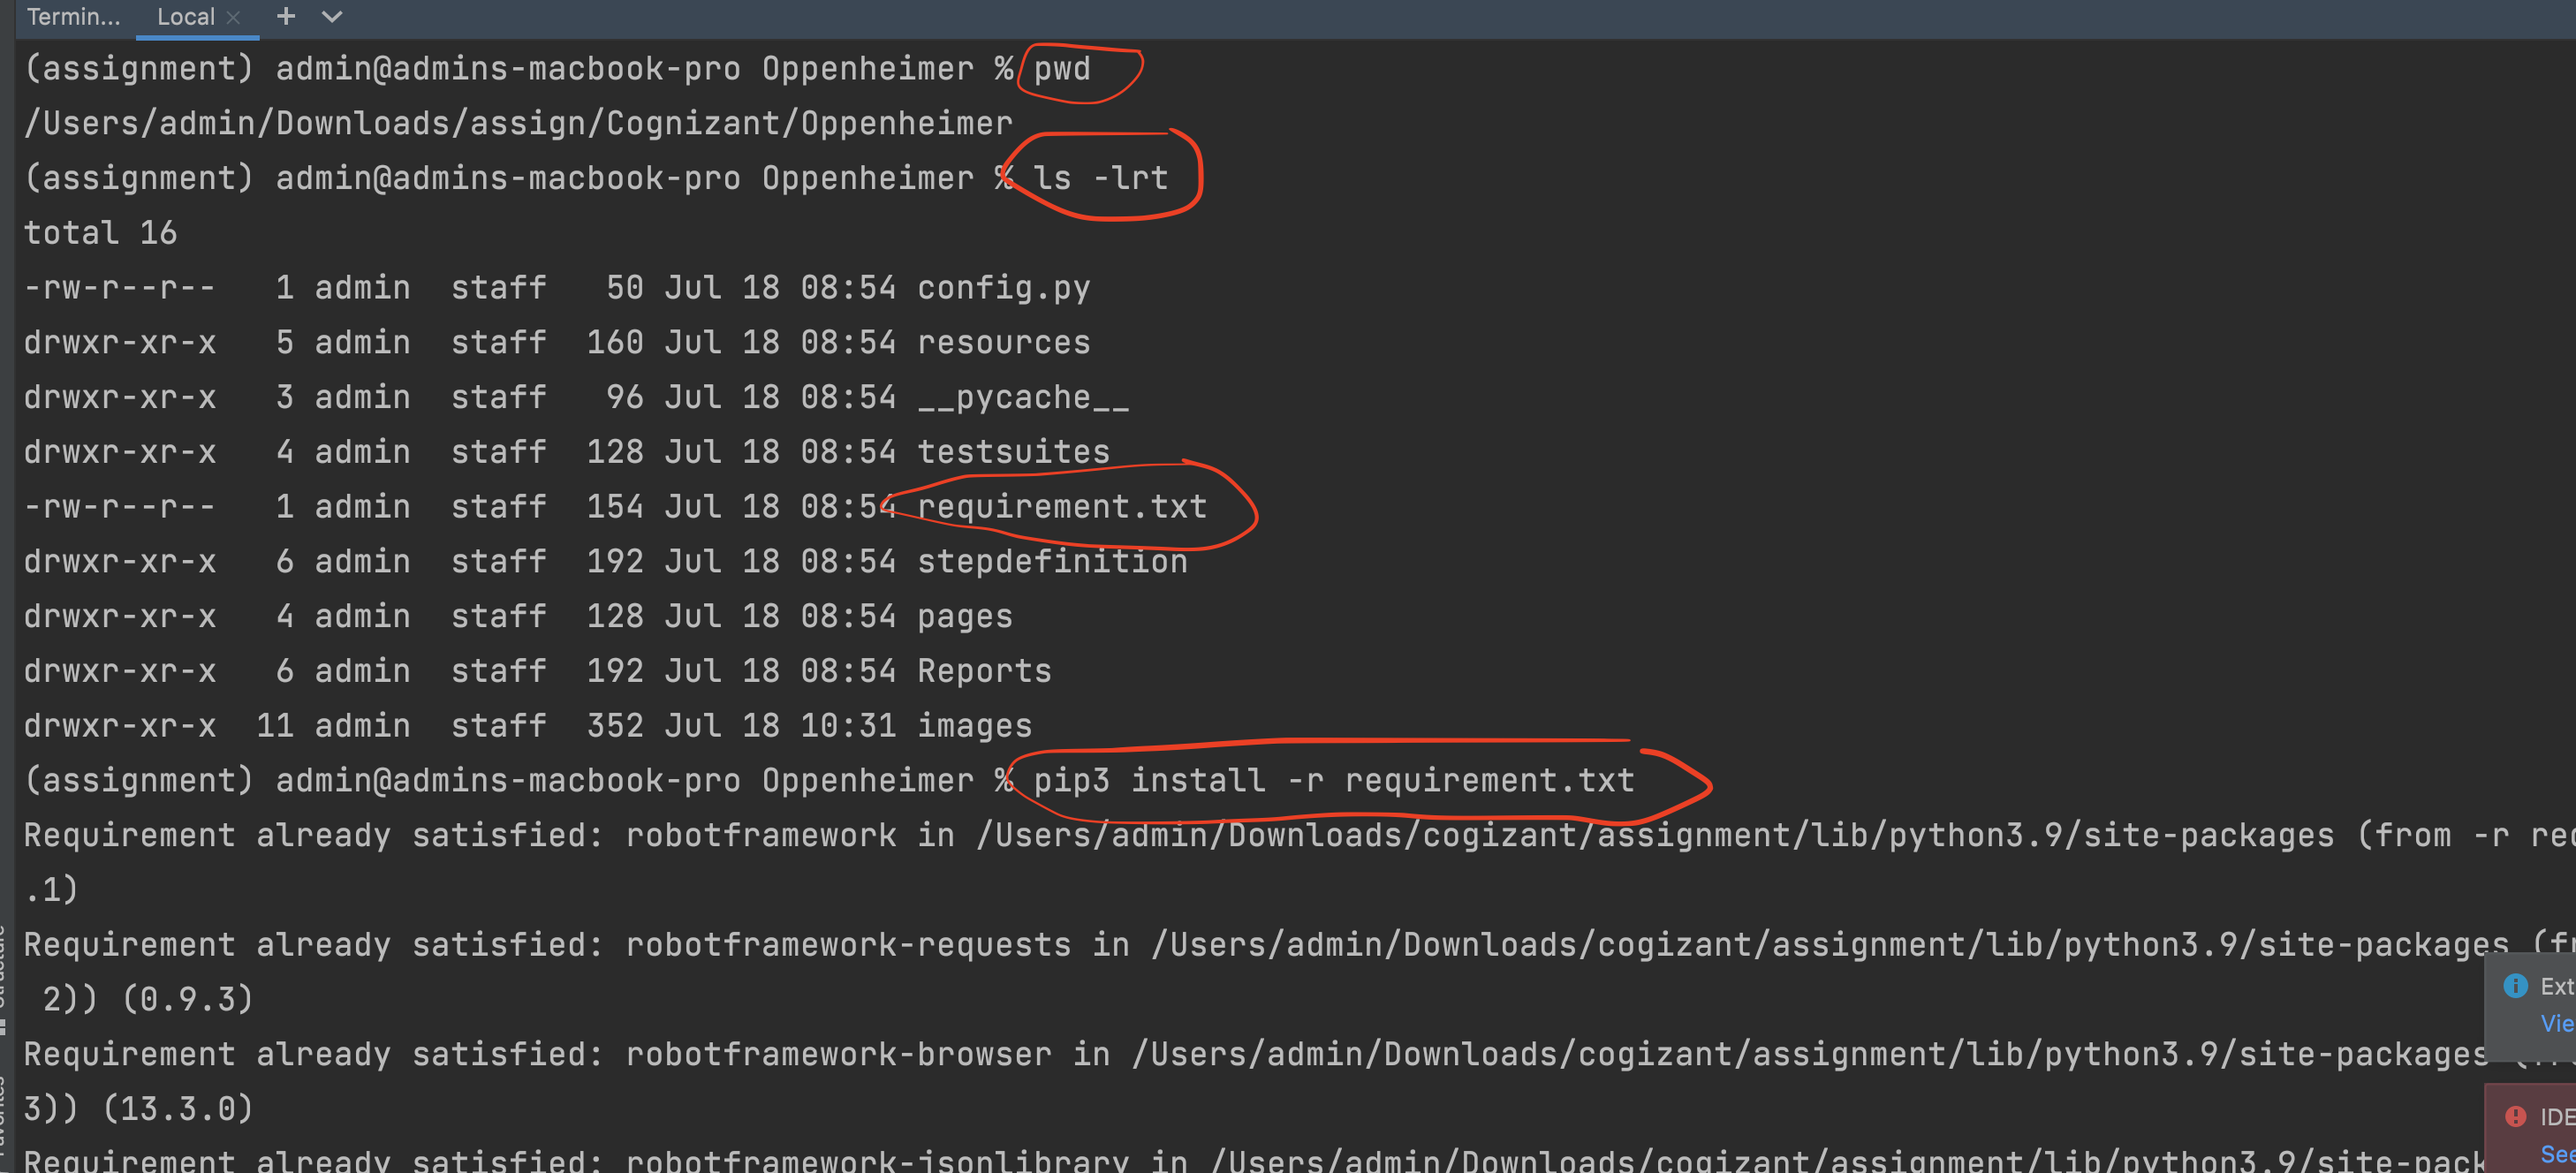 Termin... Local
(assignment) admin@admins-macbook-pro Oppenheimer % pwd
/Users/admin/Downloads/assign/Cognizant/Oppenheimer
(assignment) admin@admins-macbook-pro Oppenheimer % ls -lrt
total 16
-rw-r--r--   1 admin  staff   50 Jul 18 08:54 config.py
drwxr-xr-x   5 admin  staff  160 Jul 18 08:54 resources
drwxr-xr-x   3 admin  staff   96 Jul 18 08:54 __pycache__
drwxr-xr-x   4 admin  staff  128 Jul 18 08:54 testsuites
-rw-r--r--   1 admin  staff  154 Jul 18 08:54 requirement.txt
drwxr-xr-x   6 admin  staff  192 Jul 18 08:54 stepdefinition
drwxr-xr-x   4 admin  staff  128 Jul 18 08:54 pages
drwxr-xr-x   6 admin  staff  192 Jul 18 08:54 Reports
drwxr-xr-x  11 admin  staff  352 Jul 18 10:31 images
(assignment) admin@admins-macbook-pro Oppenheimer % pip3 install -r requirement.txt
Requirement already satisfied: robotframework in /Users/admin/Downloads/cogizant/assignment/lib/python3.9/site-packages (from -r
.1)
Requirement already satisfied: robotframework-requests in /Users/admin/Downloads/cogizant/assignment/lib/python3.9/site-packages
2)) (0.9.3)
Requirement already satisfied: robotframework-browser in /Users/admin/Downloads/cogizant/assignment/lib/python3.9/site-packages
3)) (13.3.0)
Requirement already satisfied: robotframework-jsonlibrary in /Users/admin/Downloads/cogizant/assignment/lib/python3.9/site-pack
Structure
Favorites
Ext
Vie
IDE